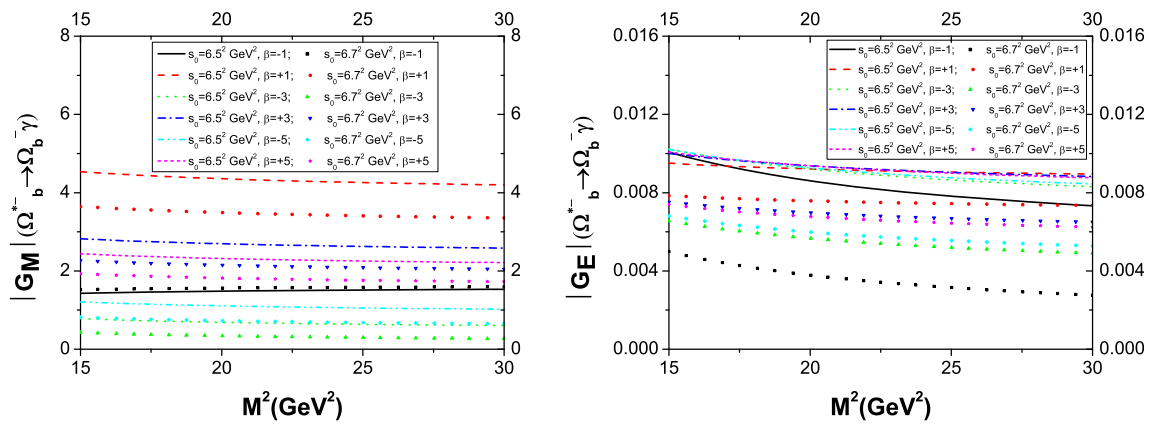 15 20 25 30
8 8
s₀=6.5² GeV², β=-1; s₀=6.7² GeV², β=-1
s₀=6.5² GeV², β=+1 s₀=6.7² GeV², β=+1
s₀=6.5² GeV², β=-3; s₀=6.7² GeV², β=-3
s₀=6.5² GeV², β=+3; s₀=6.7² GeV², β=+3
s₀=6.5² GeV², β=-5 s₀=6.7² GeV², β=-5
s₀=6.5² GeV², β=+5 s₀=6.7² GeV², β=+5
6 6
4 4
2 2
0 0
15 20 25 30
|G_M|(Ω_b^{*-}→Ω_b^-γ)
M²(GeV²)
15 20 25 30
0.016 0.016
s₀=6.5² GeV², β=-1; s₀=6.7² GeV², β=-1
s₀=6.5² GeV², β=+1 s₀=6.7² GeV², β=+1
s₀=6.5² GeV², β=-3; s₀=6.7² GeV², β=-3
s₀=6.5² GeV², β=+3; s₀=6.7² GeV², β=+3
s₀=6.5² GeV², β=-5; s₀=6.7² GeV², β=-5
s₀=6.5² GeV², β=+5; s₀=6.7² GeV², β=+5
0.012 0.012
0.008 0.008
0.004 0.004
0.000 0.000
15 20 25 30
|G_E|(Ω_b^{*-}→Ω_b^-γ)
M²(GeV²)